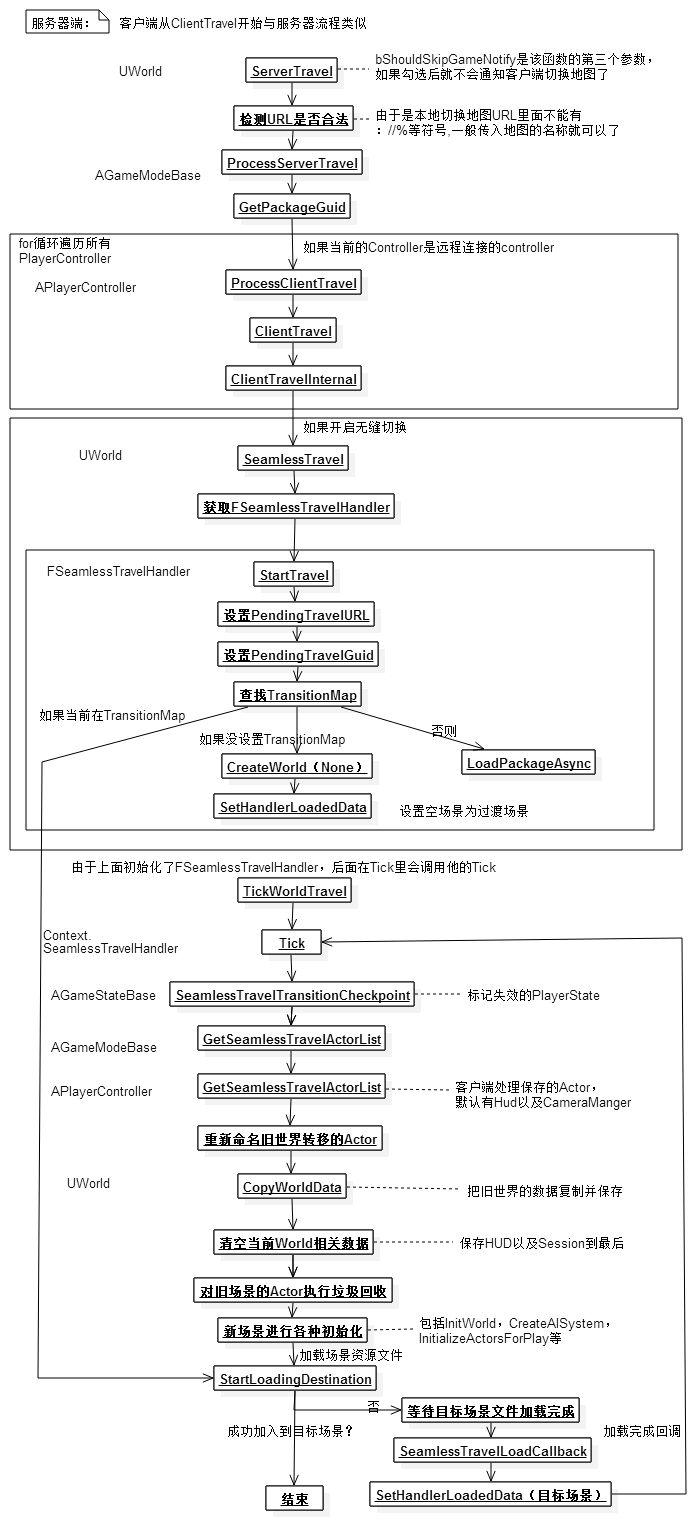 服务器端：
客户端从ClientTravel开始与服务器流程类似
UWorld
ServerTravel
bShouldSkipGameNotify是该函数的第三个参数，
如果勾选后就不会通知客户端切换地图了
检测URL是否合法
由于是本地切换地图URL里面不能有
：//%等符号,一般传入地图的名称就可以了
ProcessServerTravel
AGameModeBase
GetPackageGuid
for循环遍历所有
PlayerController
如果当前的Controller是远程连接的controller
APlayerController
ProcessClientTravel
ClientTravel
ClientTravelInternal
如果开启无缝切换
UWorld
SeamlessTravel
获取FSeamlessTravelHandler
FSeamlessTravelHandler
StartTravel
设置PendingTravelURL
设置PendingTravelGuid
查找TransitionMap
如果当前在TransitionMap
如果没设置TransitionMap
否则
CreateWorld（None）
LoadPackageAsync
SetHandlerLoadedData
设置空场景为过渡场景
由于上面初始化了FSeamlessTravelHandler，后面在Tick里会调用他的Tick
TickWorldTravel
Context.
SeamlessTravelHandler
Tick
AGameStateBase
SeamlessTravelTransitionCheckpoint
标记失效的PlayerState
AGameModeBase
GetSeamlessTravelActorList
APlayerController
GetSeamlessTravelActorList
客户端处理保存的Actor，
默认有Hud以及CameraManger
重新命名旧世界转移的Actor
UWorld
CopyWorldData
把旧世界的数据复制并保存
清空当前World相关数据
保存HUD以及Session到最后
对旧场景的Actor执行垃圾回收
新场景进行各种初始化
包括InitWorld，CreateAISystem，
InitializeActorsForPlay等
加载场景资源文件
StartLoadingDestination
否
等待目标场景文件加载完成
成功加入到目标场景？
加载完成回调
SeamlessTravelLoadCallback
结束
SetHandlerLoadedData（目标场景）